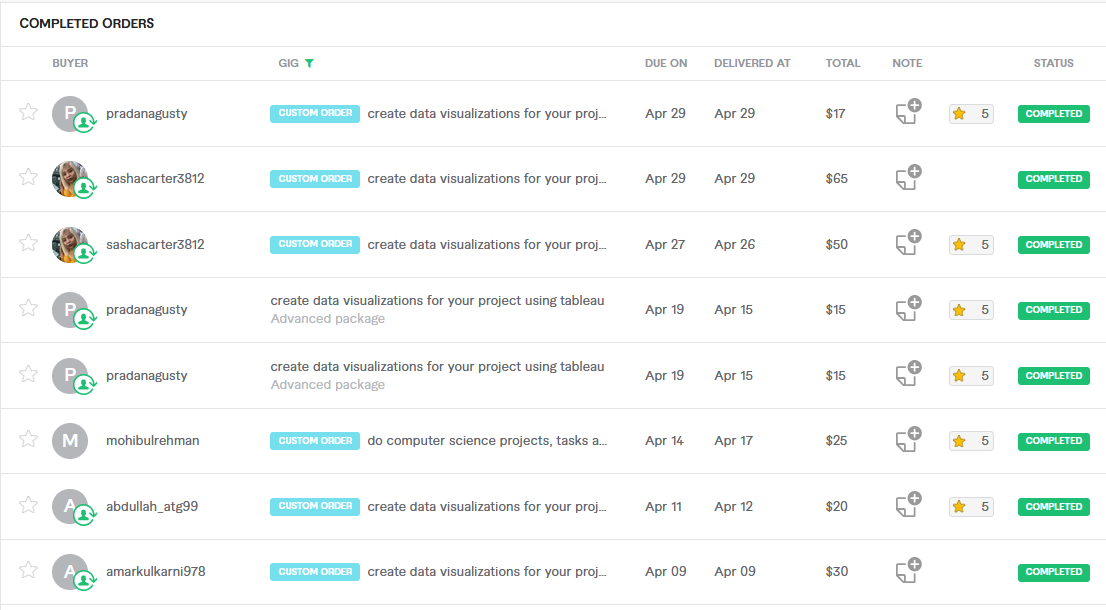 COMPLETED ORDERS
BUYER GIG DUE ON DELIVERED AT TOTAL NOTE STATUS
P pradanagusty CUSTOM ORDER create data visualizations for your proj... Apr 29 Apr 29 $17 5 COMPLETED
sashacarter3812 CUSTOM ORDER create data visualizations for your proj... Apr 29 Apr 29 $65 COMPLETED
sashacarter3812 CUSTOM ORDER create data visualizations for your proj... Apr 27 Apr 26 $50 5 COMPLETED
P pradanagusty create data visualizations for your project using tableau Apr 19 Apr 15 $15 5 COMPLETED
Advanced package
P pradanagusty create data visualizations for your project using tableau Apr 19 Apr 15 $15 5 COMPLETED
Advanced package
M mohibulrehman CUSTOM ORDER do computer science projects, tasks a... Apr 14 Apr 17 $25 5 COMPLETED
A abdullah_atg99 CUSTOM ORDER create data visualizations for your proj... Apr 11 Apr 12 $20 5 COMPLETED
A amarkulkarni978 CUSTOM ORDER create data visualizations for your proj... Apr 09 Apr 09 $30 COMPLETED